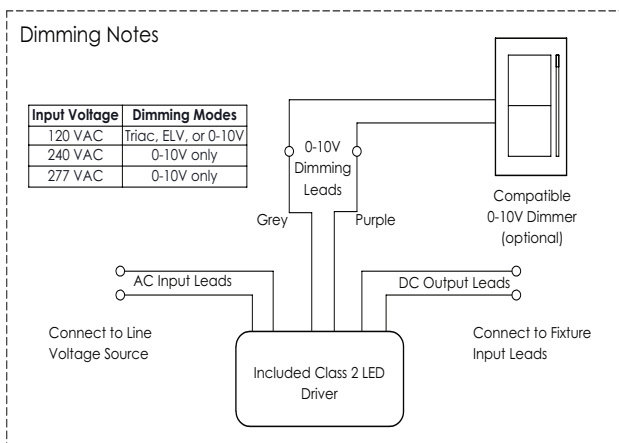 Dimming Notes
Input Voltage Dimming Modes
120 VAC Triac, ELV, or 0-10V
240 VAC 0-10V only
277 VAC 0-10V only
0-10V
Dimming
Leads
Grey
Purple
Compatible
0-10V Dimmer
(optional)
AC Input Leads
DC Output Leads
Connect to Line
Voltage Source
Connect to Fixture
Input Leads
Included Class 2 LED
Driver